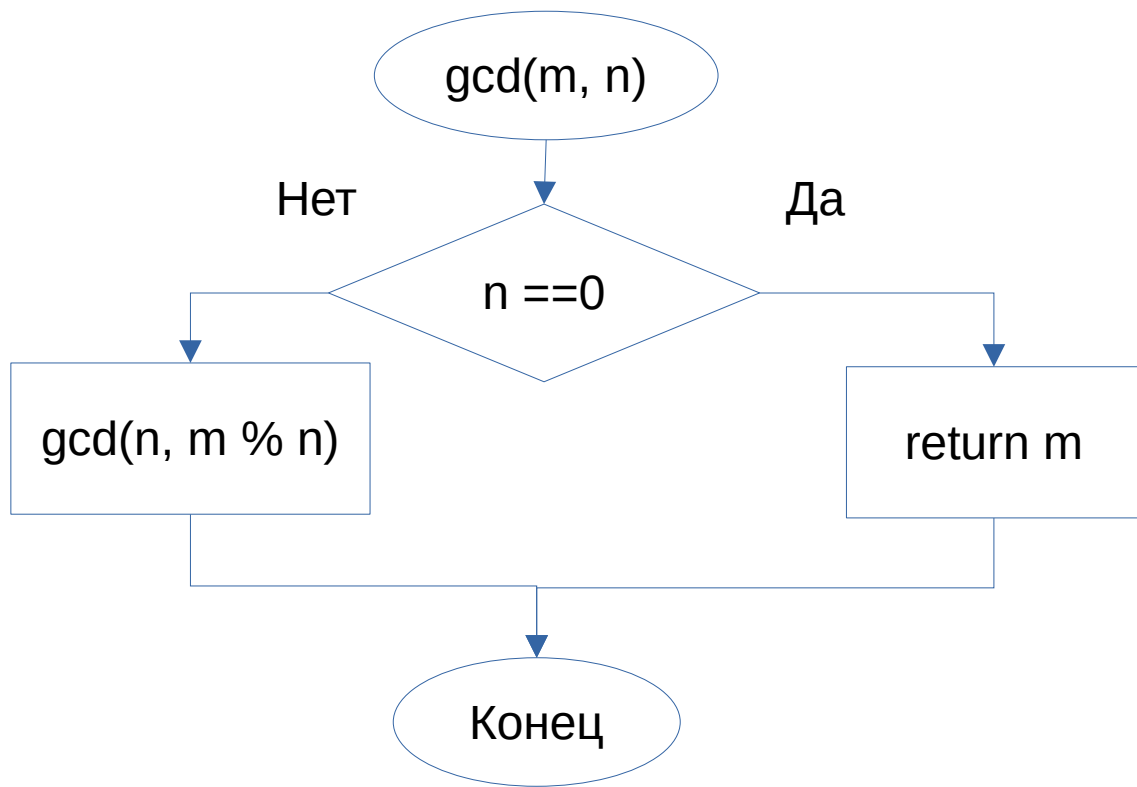 gcd(m, n)
Нет
Да
n ==0
gcd(n, m % n)
return m
Конец